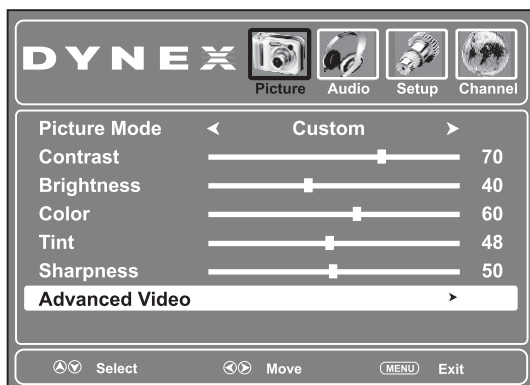 DYNEX
Picture Audio Setup Channel
Picture Mode Custom
Contrast 70
Brightness 40
Color 60
Tint 48
Sharpness 50
Advanced Video
Select Move MENU Exit